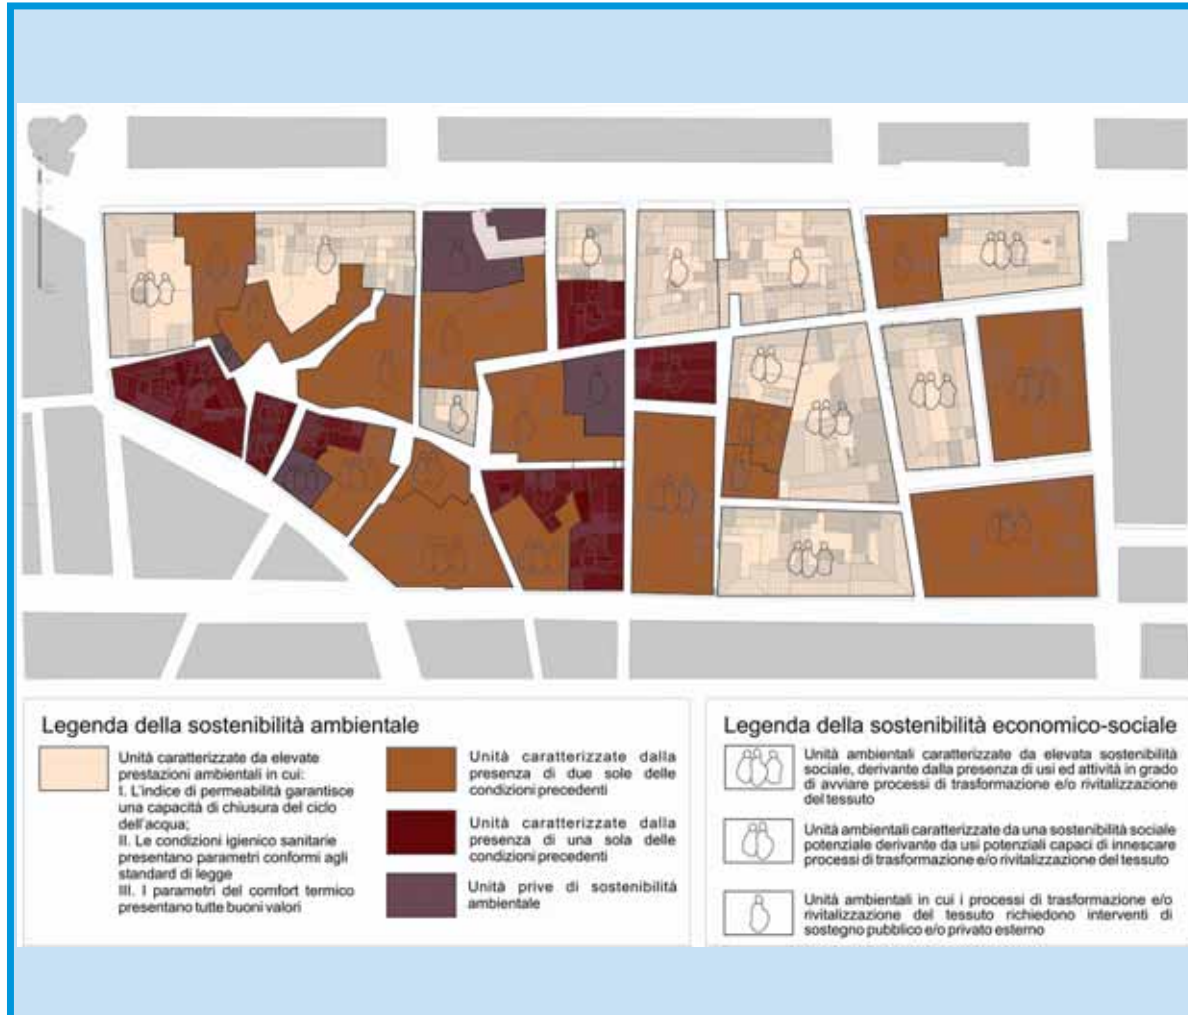 Legenda della sostenibilità ambientale
Unità caratterizzate da elevate
prestazioni ambientali in cui:
I. L'indice di permeabilità garantisce
una capacità di chiusura del ciclo
dell'acqua;
II. Le condizioni igienico sanitarie
presentano parametri conformi agli
standard di legge
III. I parametri del comfort termico
presentano tutte buoni valori
Unità caratterizzate dalla
presenza di due sole delle
condizioni precedenti
Unità caratterizzate dalla
presenza di una sola delle
condizioni precedenti
Unità prive di sostenibilità
ambientale
Legenda della sostenibilità economico-sociale
Unità ambientali caratterizzate da elevata sostenibilità
sociale, derivante dalla presenza di usi ed attività in grado
di avviare processi di trasformazione e/o rivitalizzazione
del tessuto
Unità ambientali caratterizzate da una sostenibilità sociale
potenziale derivante da usi potenziali capaci di innescare
processi di trasformazione e/o rivitalizzazione del tessuto
Unità ambientali in cui i processi di trasformazione e/o
rivitalizzazione del tessuto richiedono interventi di
sostegno pubblico e/o privato esterno